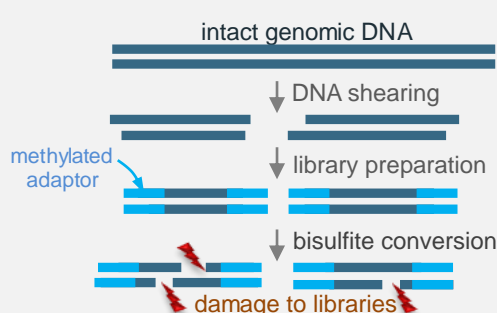 intact genomic DNA
DNA shearing
methylated
adaptor
library preparation
bisulfite conversion
damage to libraries